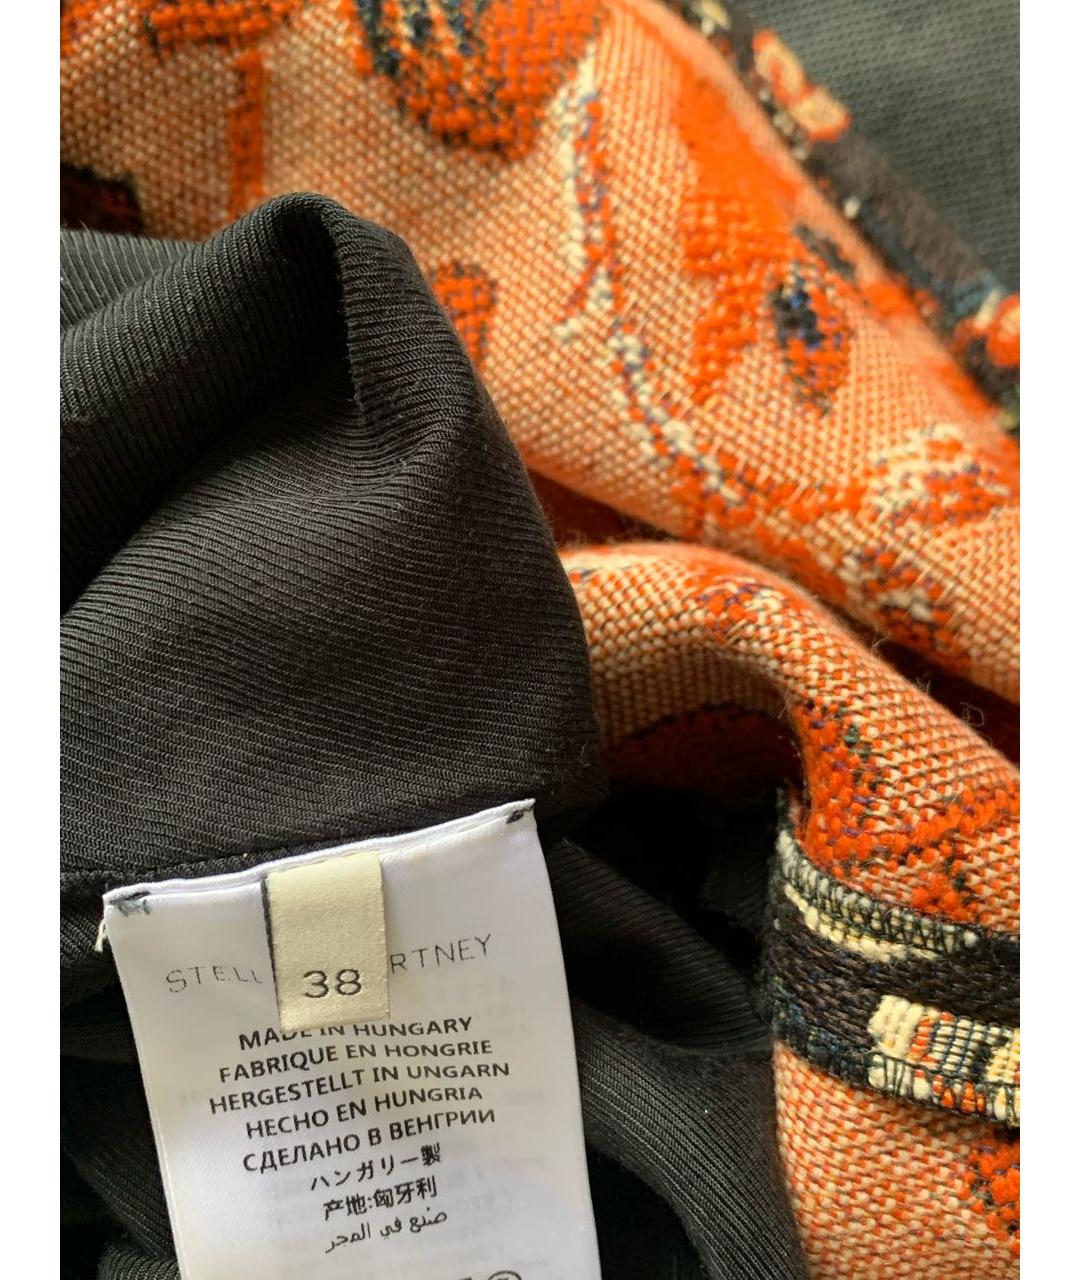 STELL RTNEY
38
MADE IN HUNGARY
FABRIQUE EN HONGRIE
HERGESTELLT IN UNGARN
HECHO EN HUNGRIA
СДЕЛАНО В ВЕНГРИИ
ハンガリー製
产地:匈牙利
صنع في المجر